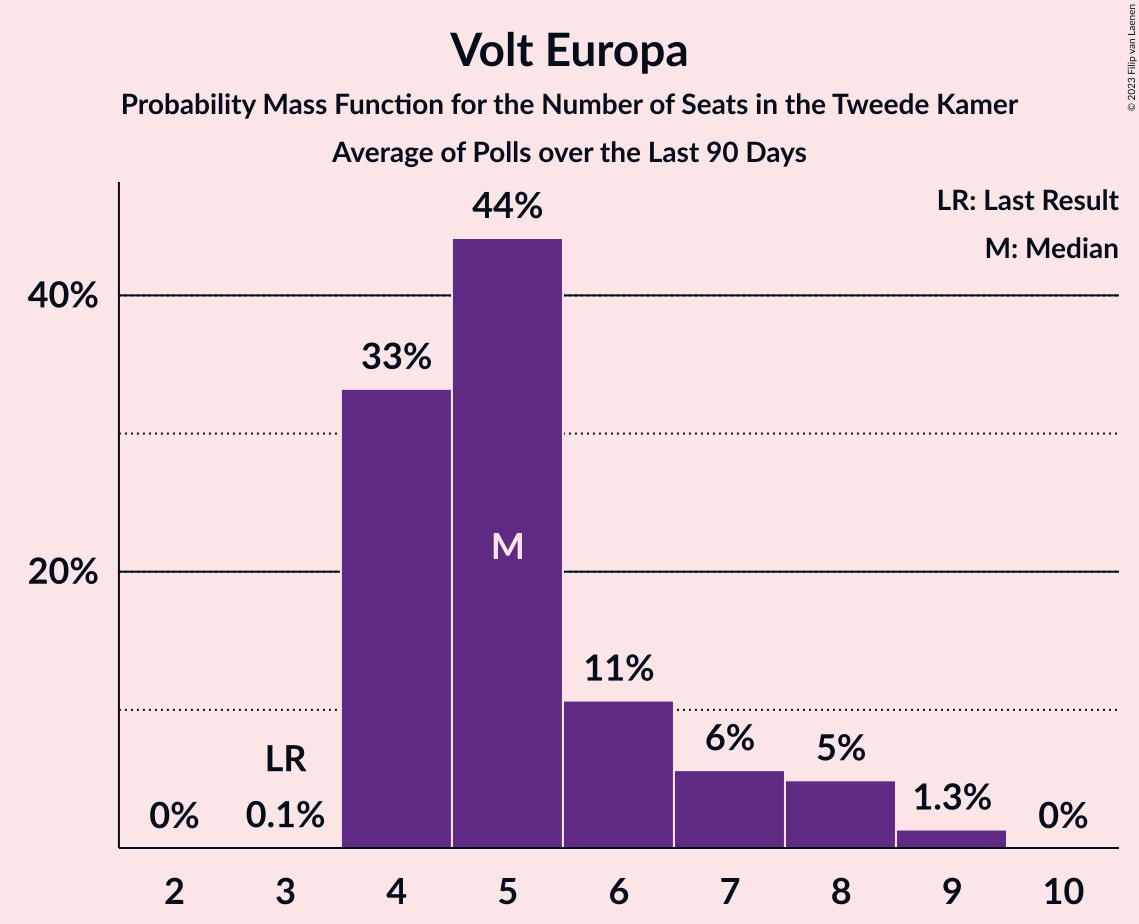 Volt Europa
Probability Mass Function for the Number of Seats in the Tweede Kamer
Average of Polls over the Last 90 Days
© 2023 Filip van Laenen
LR: Last Result
M: Median
44%
40%
33%
M
20%
11%
6%
5%
LR
1.3%
0% 0.1% 0%
2 3 4 5 6 7 8 9 10